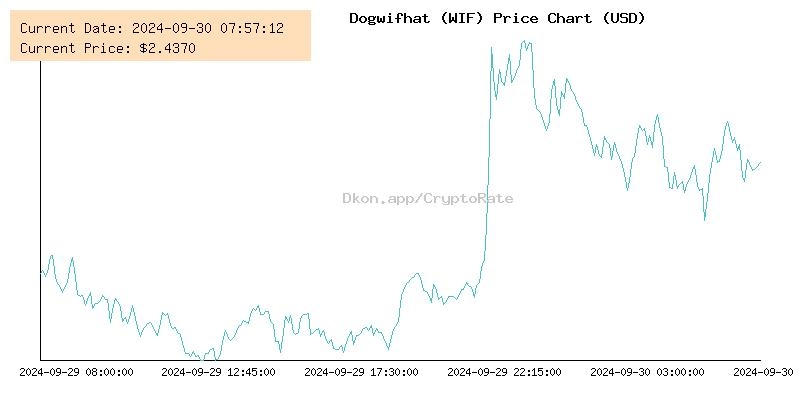 Dogwifhat (WIF) Price Chart (USD)
Current Date: 2024-09-30 07:57:12
Current Price: $2.4370
Dkon.app/CryptoRate
2024-09-29 08:00:00 2024-09-29 12:45:00 2024-09-29 17:30:00 2024-09-29 22:15:00 2024-09-30 03:00:00 2024-09-30